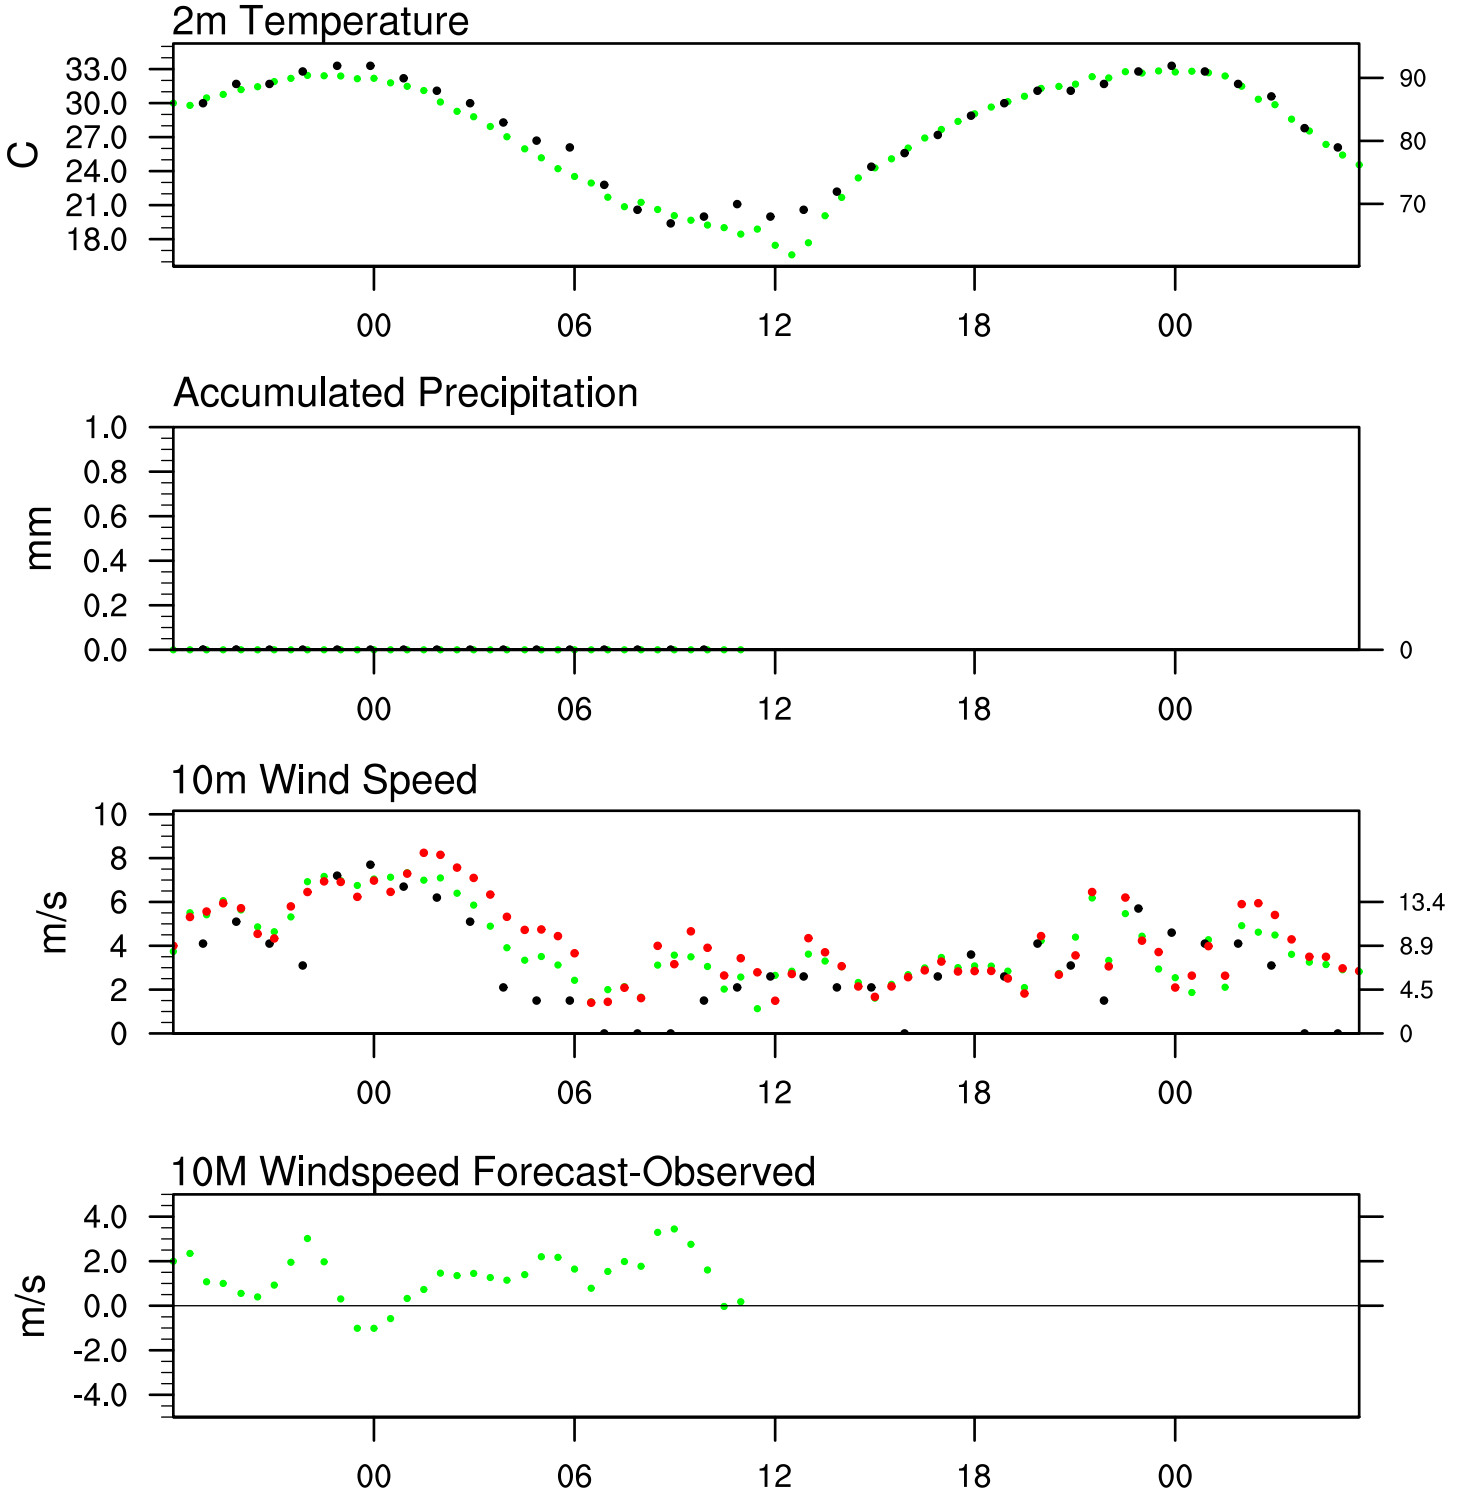 2m Temperature
C
33.0
30.0
27.0
24.0
21.0
18.0
90
80
70
00 06 12 18 00
Accumulated Precipitation
mm
1.0
0.8
0.6
0.4
0.2
0.0
0
00 06 12 18 00
10m Wind Speed
m/s
10
8
6
4
2
0
13.4
8.9
4.5
0
00 06 12 18 00
10M Windspeed Forecast-Observed
m/s
4.0
2.0
0.0
-2.0
-4.0
00 06 12 18 00